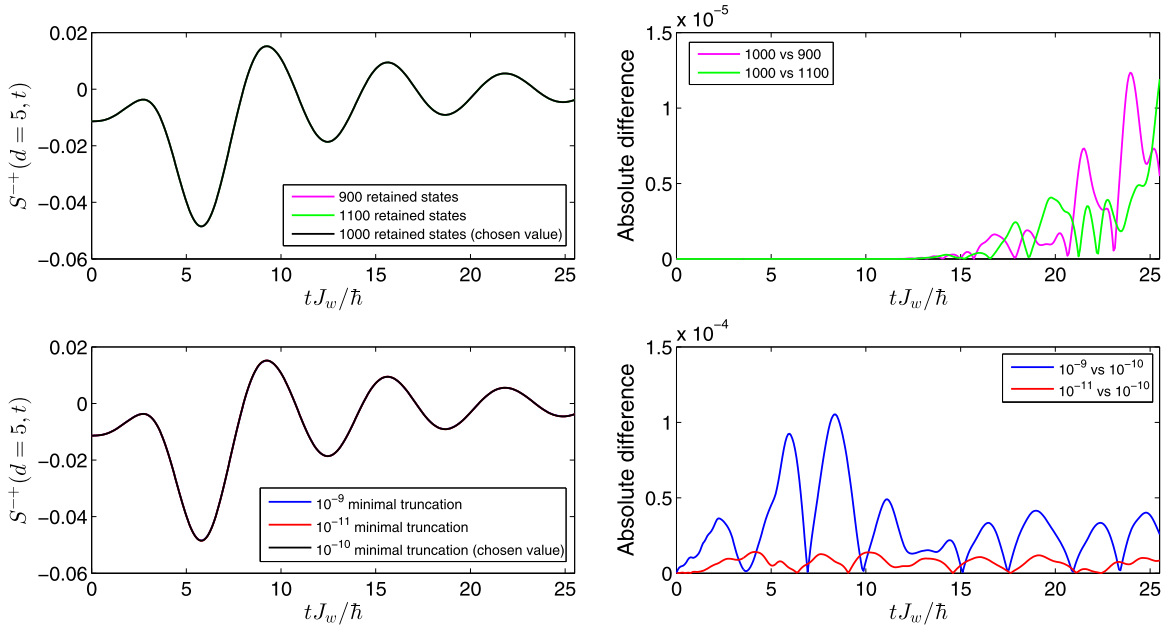 0.02
0
−0.02
−0.04
−0.06
S⁻⁺(d = 5, t)
900 retained states
1100 retained states
1000 retained states (chosen value)
0 5 10 15 20 25
tJ_w/ħ
x 10⁻⁵
1.5
1
0.5
0
Absolute difference
1000 vs 900
1000 vs 1100
0 5 10 15 20 25
tJ_w/ħ
0.02
0
−0.02
−0.04
−0.06
S⁻⁺(d = 5, t)
10⁻⁹ minimal truncation
10⁻¹¹ minimal truncation
10⁻¹⁰ minimal truncation (chosen value)
0 5 10 15 20 25
tJ_w/ħ
x 10⁻⁴
1.5
1
0.5
0
Absolute difference
10⁻⁹ vs 10⁻¹⁰
10⁻¹¹ vs 10⁻¹⁰
0 5 10 15 20 25
tJ_w/ħ